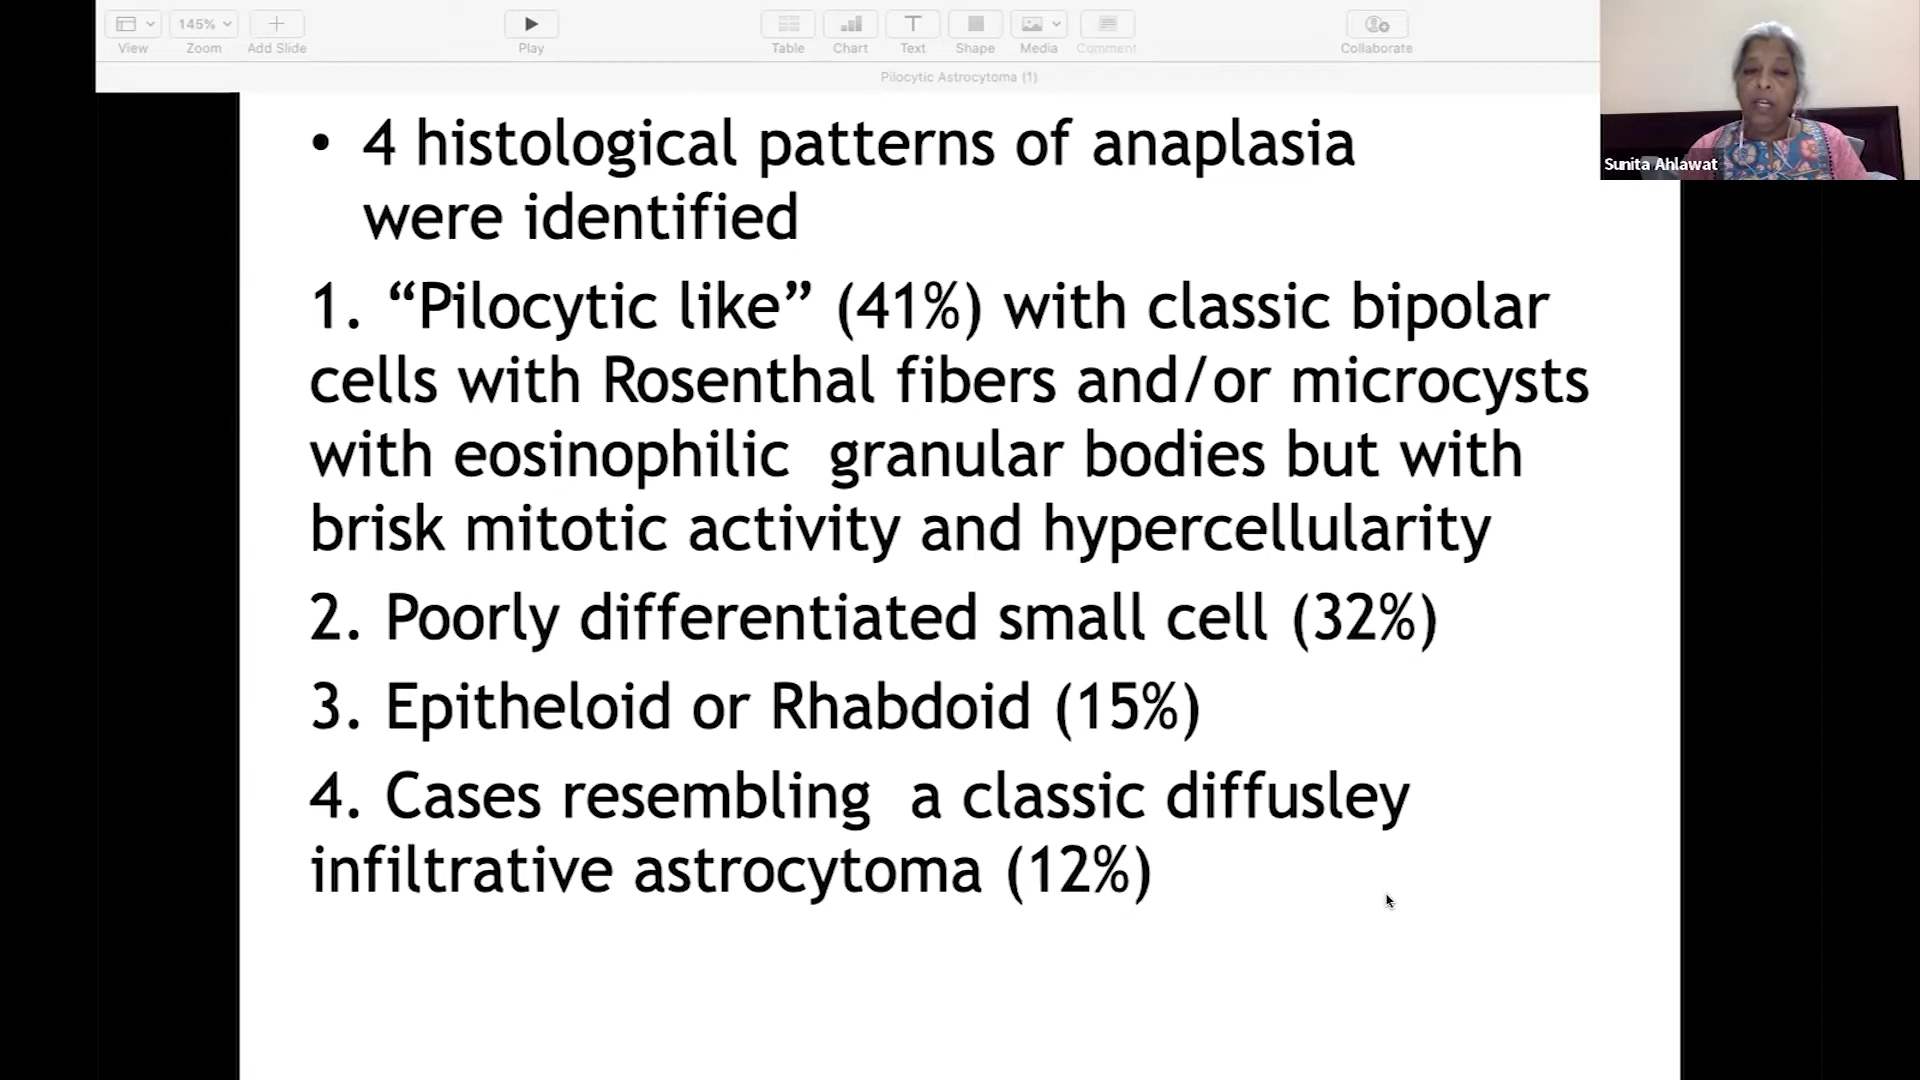 145%
View
Zoom
Add Slide
Play
Table
Chart
Text
Shape
Media
Comment
Collaborate
Pilocytic Astrocytoma (1)
Sunita Ahlawat
• 4 histological patterns of anaplasia
were identified
1. “Pilocytic like” (41%) with classic bipolar
cells with Rosenthal fibers and/or microcysts
with eosinophilic  granular bodies but with
brisk mitotic activity and hypercellularity
2. Poorly differentiated small cell (32%)
3. Epitheloid or Rhabdoid (15%)
4. Cases resembling  a classic diffusley
infiltrative astrocytoma (12%)